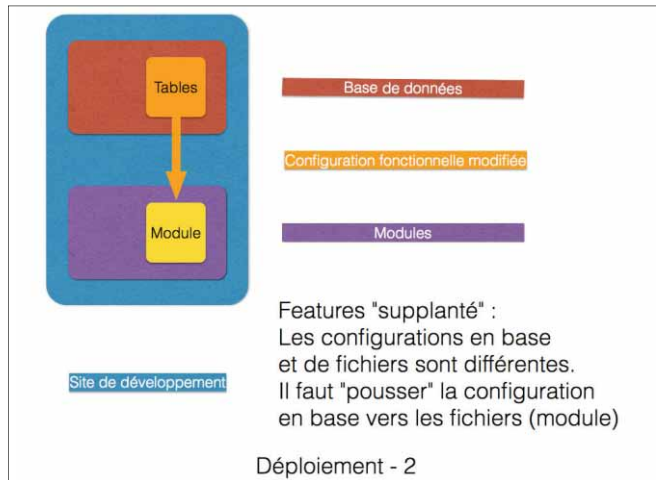 Tables
Base de données
Configuration fonctionnelle modifiée
Module
Modules
Features "supplanté" :
Les configurations en base
et de fichiers sont différentes.
Il faut "pousser" la configuration
en base vers les fichiers (module)
Site de développement
Déploiement - 2